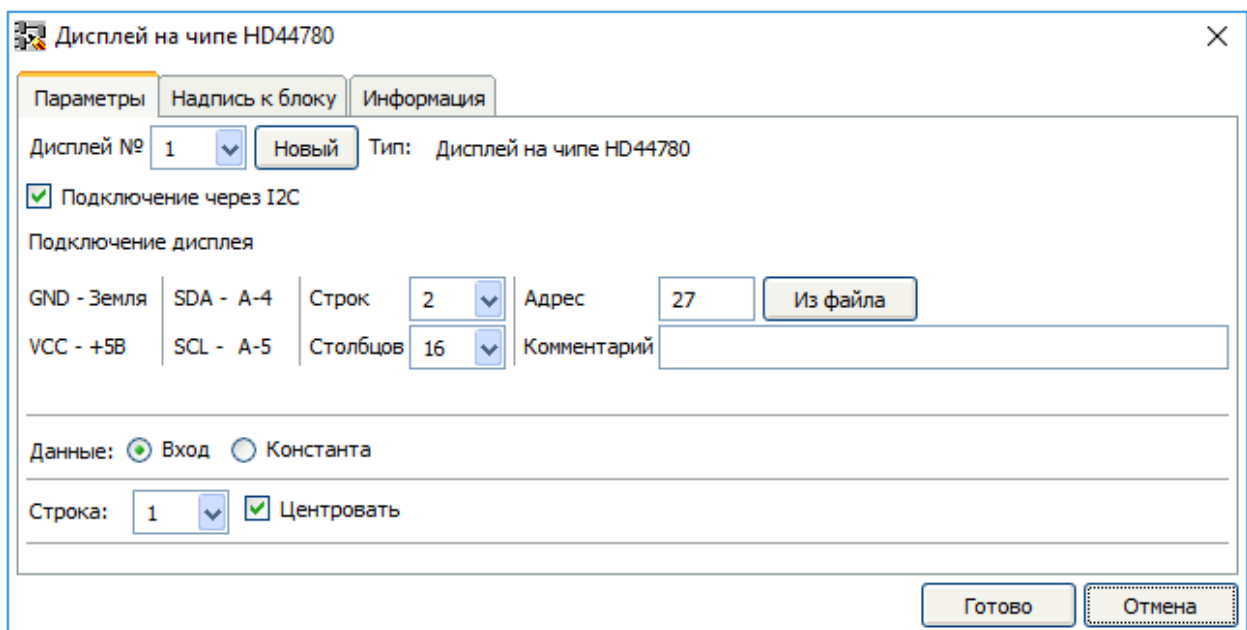 Дисплей на чипе HD44780
Параметры Надпись к блоку Информация
Дисплей № 1 Новый Тип: Дисплей на чипе HD44780
Подключение через I2C
Подключение дисплея
GND - Земля SDA - A-4 Строк 2 Адрес 27 Из файла
VCC - +5В SCL - A-5 Столбцов 16 Комментарий
Данные: Вход Константа
Строка: 1 Центровать
Готово Отмена